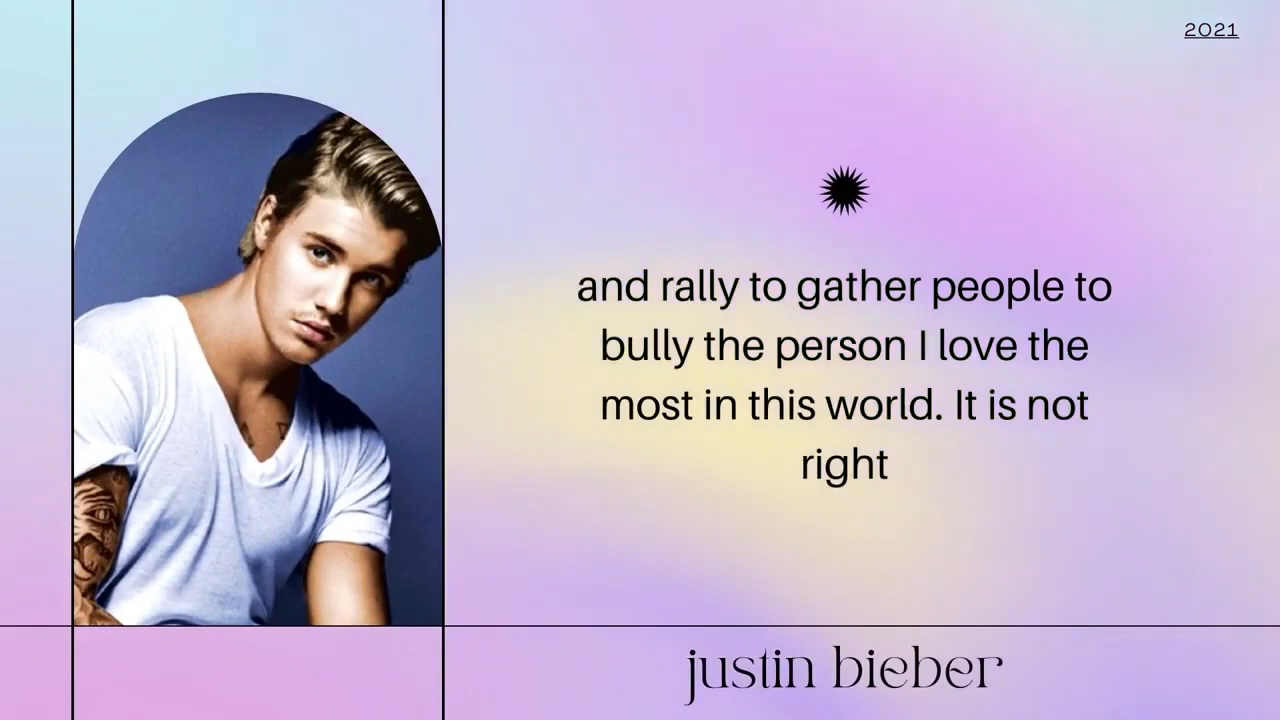 2021
and rally to gather people to
bully the person I love the
most in this world. It is not
right
justin bieber